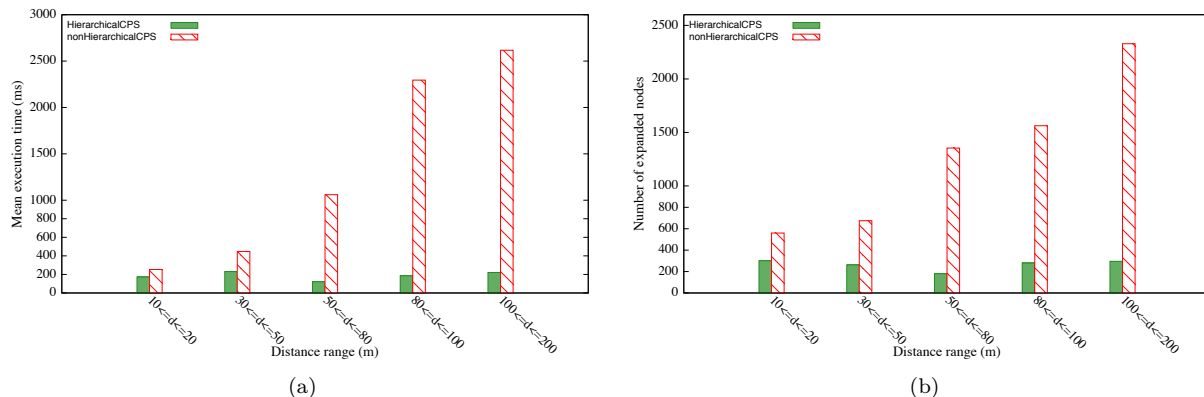 HierarchicalCPS
nonHierarchicalCPS
Mean execution time (ms)
3000
2500
2000
1500
1000
800
600
400
200
0
10<=d<=20
30<=d<=50
50<=d<=80
80<=d<=100
100<=d<=200
Distance range (m)
(a)
HierarchicalCPS
nonHierarchicalCPS
Number of expanded nodes
2500
2000
1500
1000
800
600
400
200
0
10<=d<=20
30<=d<=50
50<=d<=80
80<=d<=100
100<=d<=200
Distance range (m)
(b)